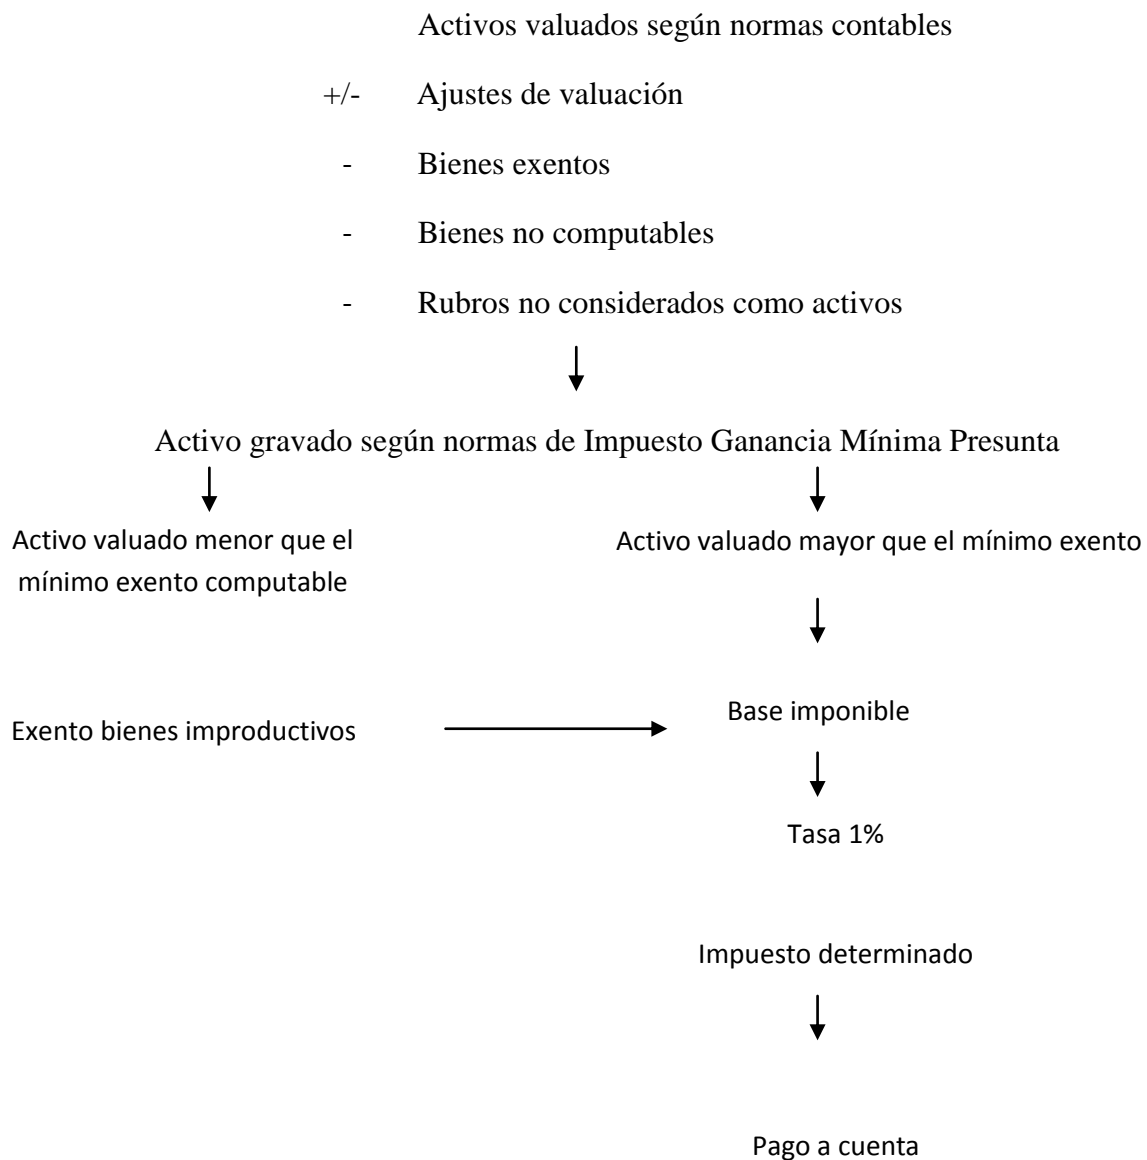 Activos valuados según normas contables
+/- Ajustes de valuación
- Bienes exentos
- Bienes no computables
- Rubros no considerados como activos
Activo gravado según normas de Impuesto Ganancia Mínima Presunta
Activo valuado menor que el
mínimo exento computable
Activo valuado mayor que el mínimo exento
Exento bienes improductivos
Base imponible
Tasa 1%
Impuesto determinado
Pago a cuenta